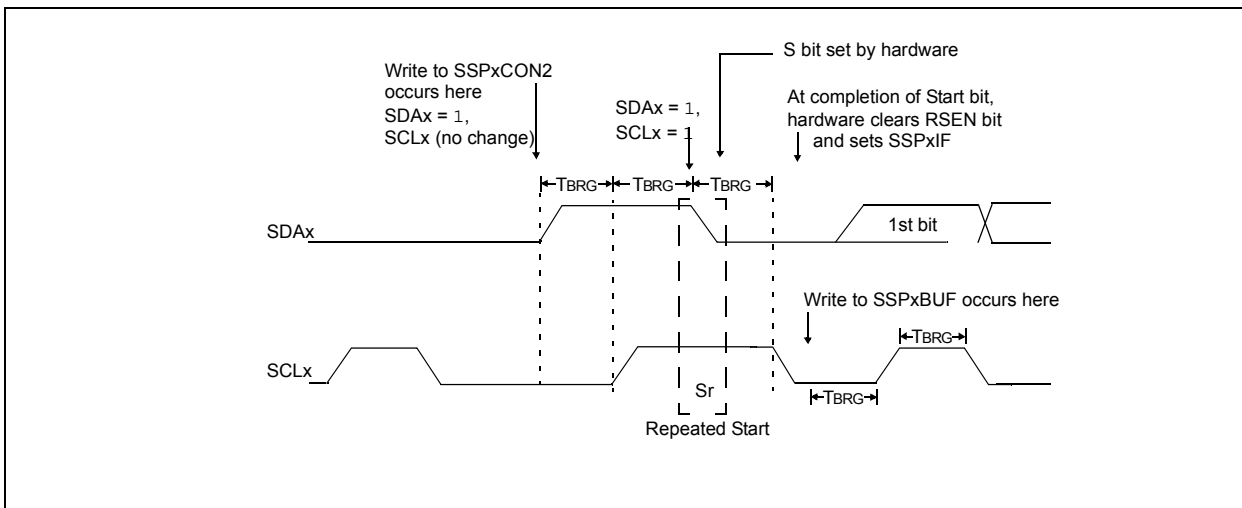 S bit set by hardware
Write to SSPxCON2
occurs here
SDAx = 1,
SCLx (no change)
SDAx = 1,
SCLx = 1
At completion of Start bit,
hardware clears RSEN bit
and sets SSPxIF
TBRG TBRG TBRG
SDAx
1st bit
Write to SSPxBUF occurs here
TBRG
SCLx
Sr
TBRG
Repeated Start